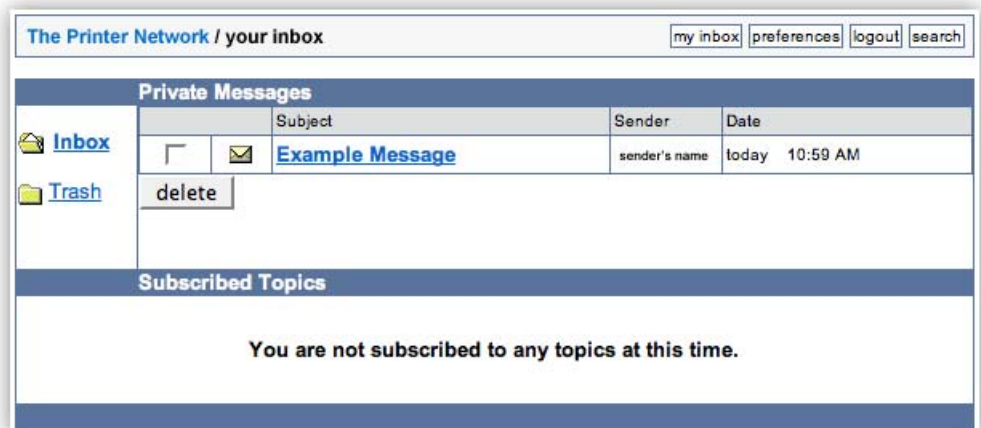 The Printer Network / your inbox my inbox preferences logout search
Private Messages
Subject Sender Date
Inbox
Example Message sender's name today 10:59 AM
Trash
delete
Subscribed Topics
You are not subscribed to any topics at this time.